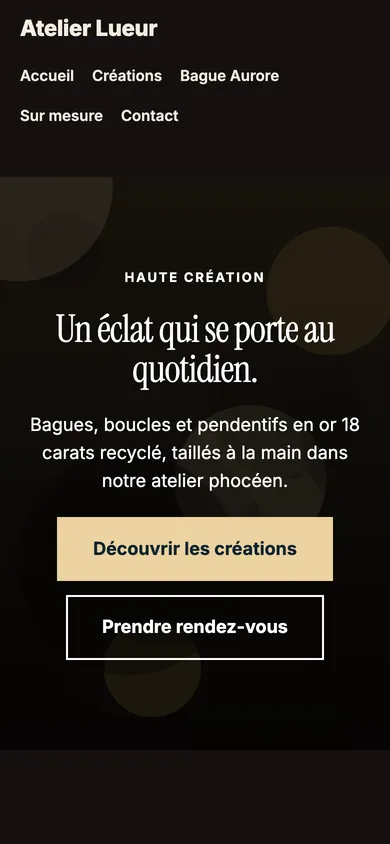 Atelier Lueur
Accueil Créations Bague Aurore
Sur mesure Contact
HAUTE CRÉATION
Un éclat qui se porte au
quotidien.
Bagues, boucles et pendentifs en or 18
carats recyclé, taillés à la main dans
notre atelier phocéen.
Découvrir les créations
Prendre rendez-vous